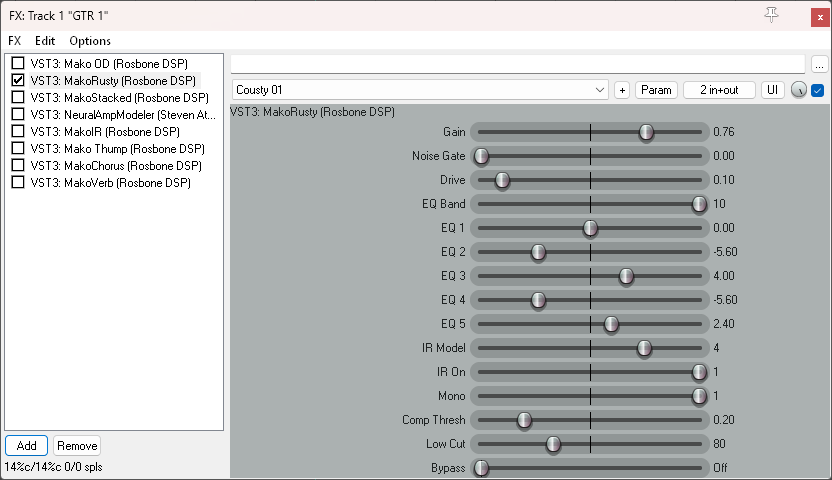 FX: Track 1 "GTR 1"
x
FX Edit Options
VST3: Mako OD (Rosbone DSP)
VST3: MakoRusty (Rosbone DSP)
VST3: MakoStacked (Rosbone DSP)
VST3: NeuralAmpModeler (Steven At...
VST3: MakoIR (Rosbone DSP)
VST3: Mako Thump (Rosbone DSP)
VST3: MakoChorus (Rosbone DSP)
VST3: MakoVerb (Rosbone DSP)
Add Remove
14%c/14%c 0/0 spls
...
Cousty 01 + Param 2 in+out UI
VST3: MakoRusty (Rosbone DSP)
Gain 0.76
Noise Gate 0.00
Drive 0.10
EQ Band 10
EQ 1 0.00
EQ 2 -5.60
EQ 3 4.00
EQ 4 -5.60
EQ 5 2.40
IR Model 4
IR On 1
Mono 1
Comp Thresh 0.20
Low Cut 80
Bypass Off